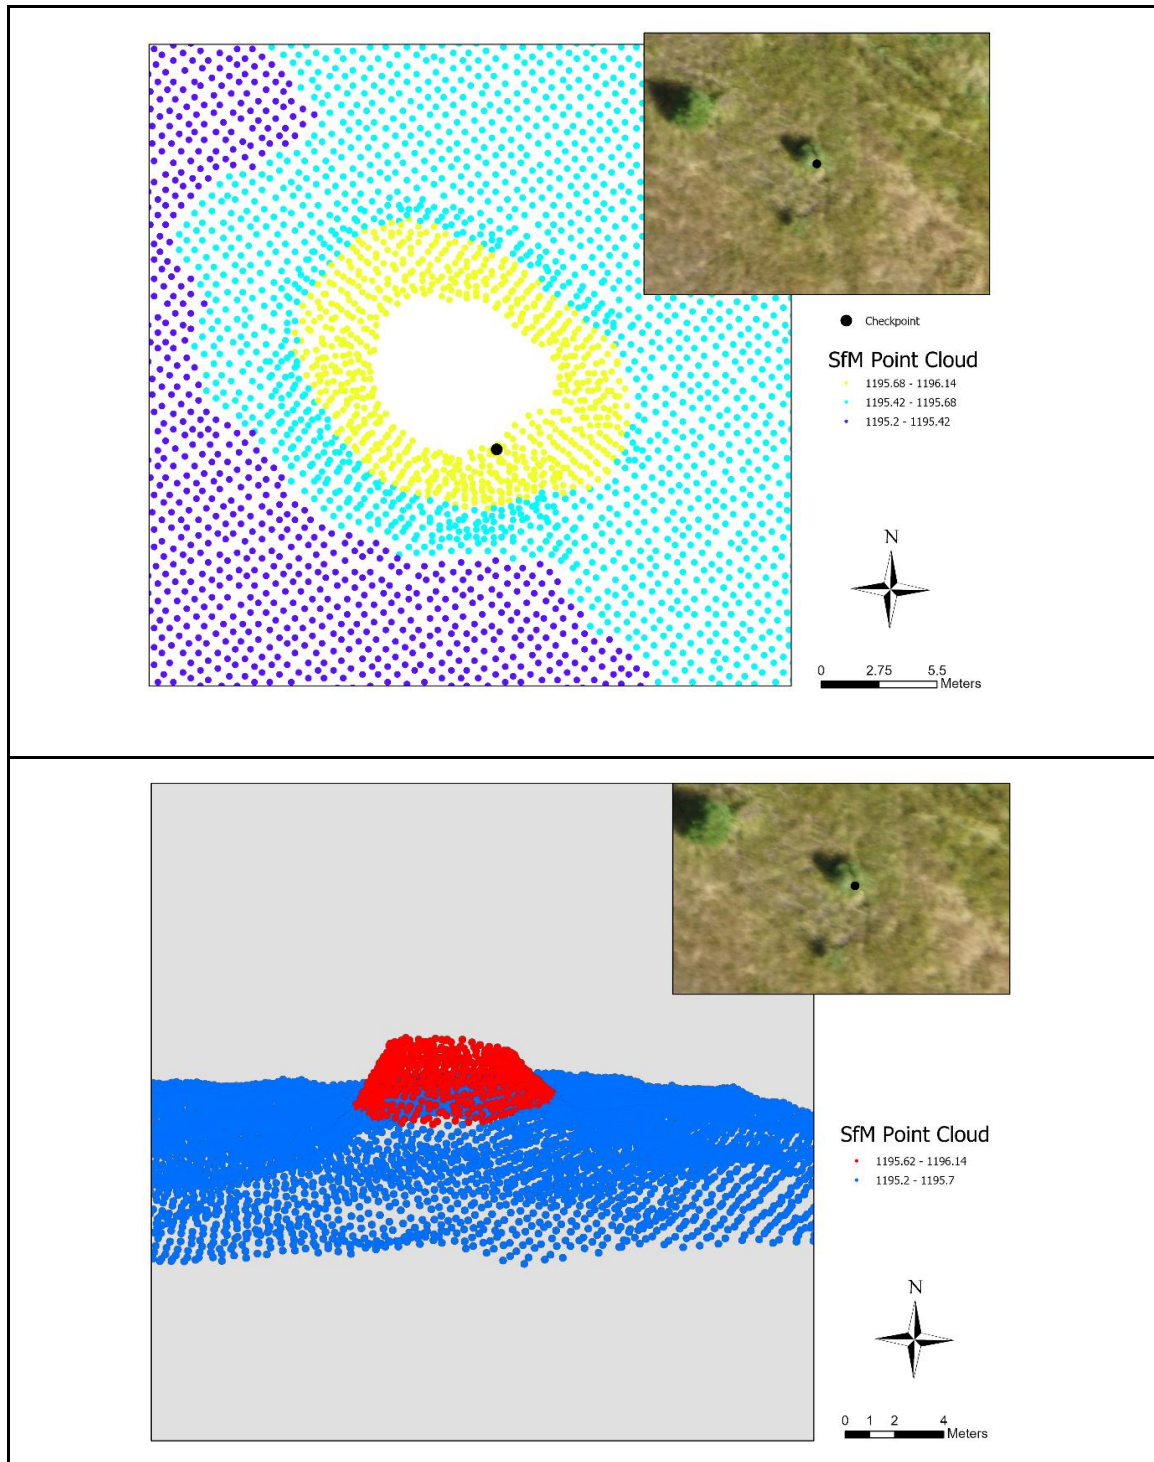 Checkpoint
SfM Point Cloud
1195.68 - 1196.14
1195.42 - 1195.68
1195.2 - 1195.42
N
0 2.75 5.5
Meters
SfM Point Cloud
1195.62 - 1196.14
1195.2 - 1195.7
N
0 1 2 4
Meters